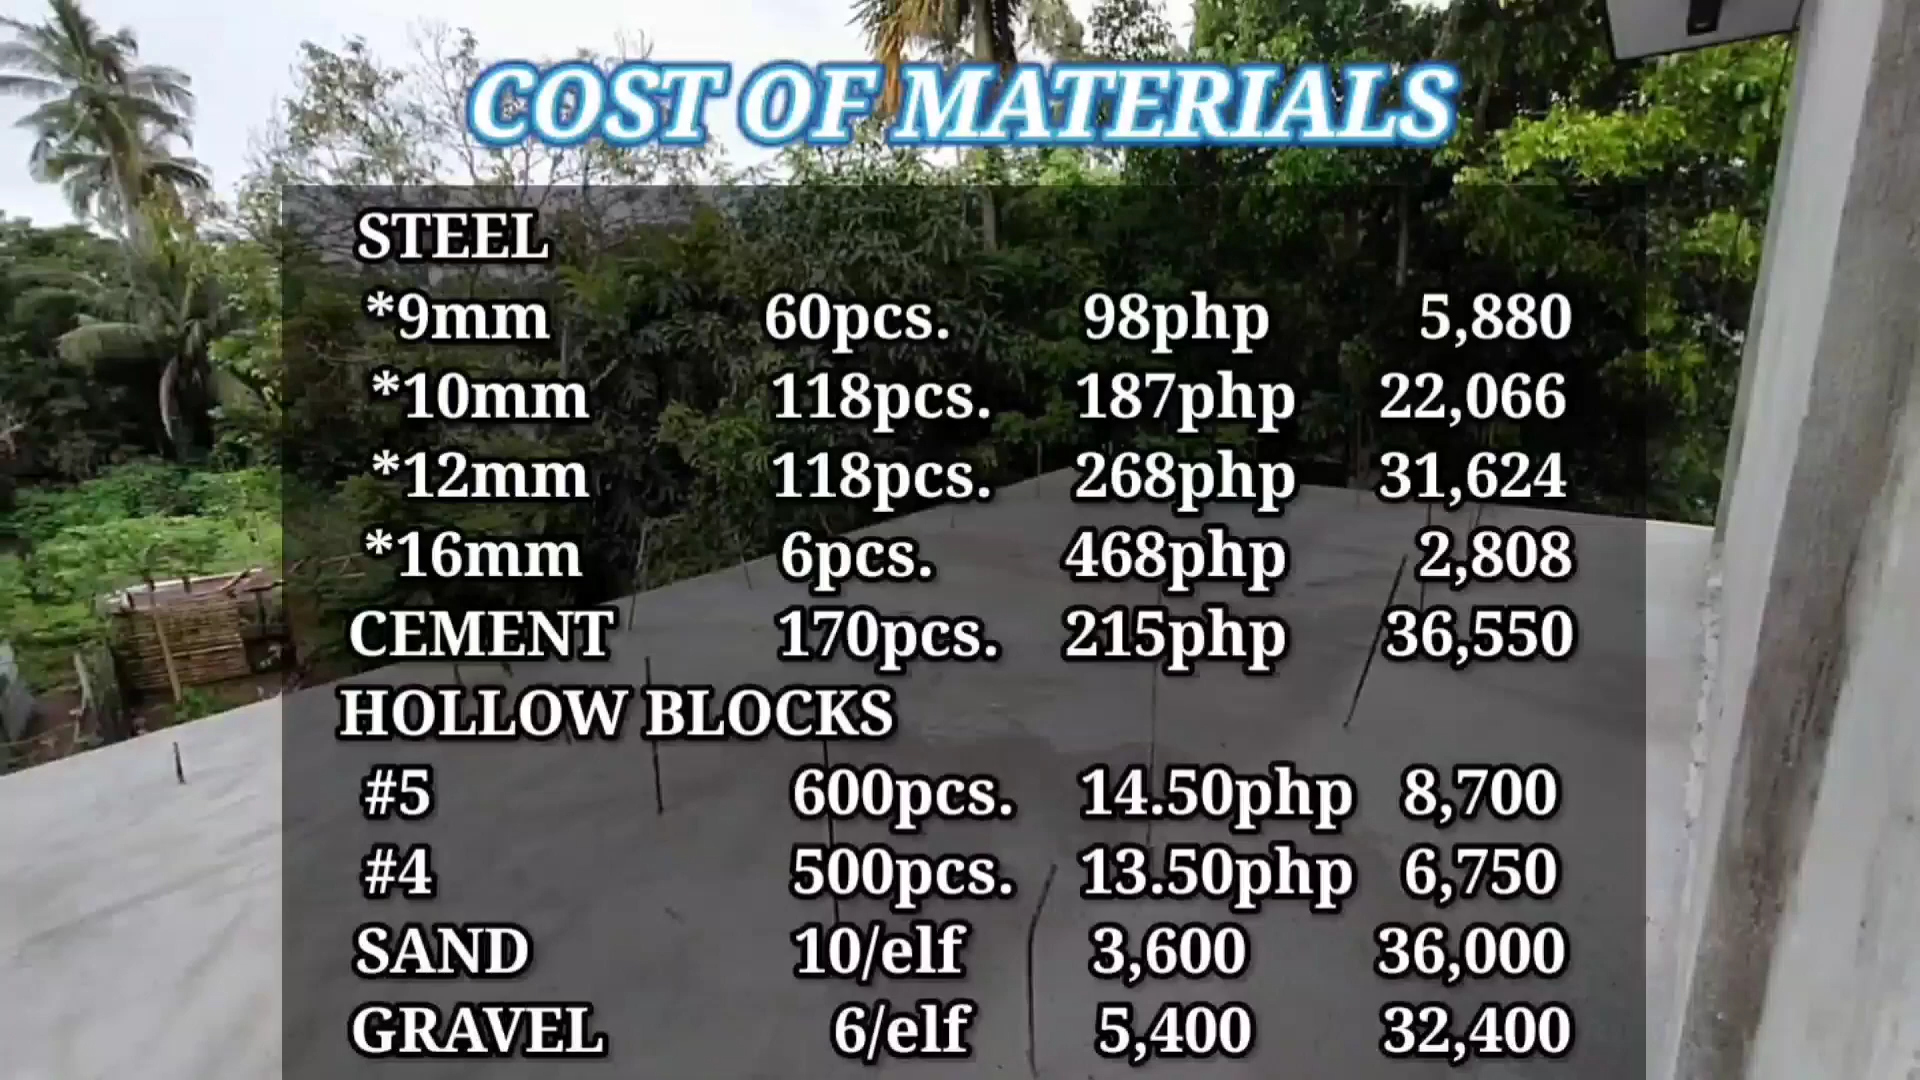 COST OF MATERIALS
STEEL
*9mm 60pcs. 98php 5,880
*10mm 118pcs. 187php 22,066
*12mm 118pcs. 268php 31,624
*16mm 6pcs. 468php 2,808
CEMENT 170pcs. 215php 36,550
HOLLOW BLOCKS
#5 600pcs. 14.50php 8,700
#4 500pcs. 13.50php 6,750
SAND 10/elf 3,600 36,000
GRAVEL 6/elf 5,400 32,400